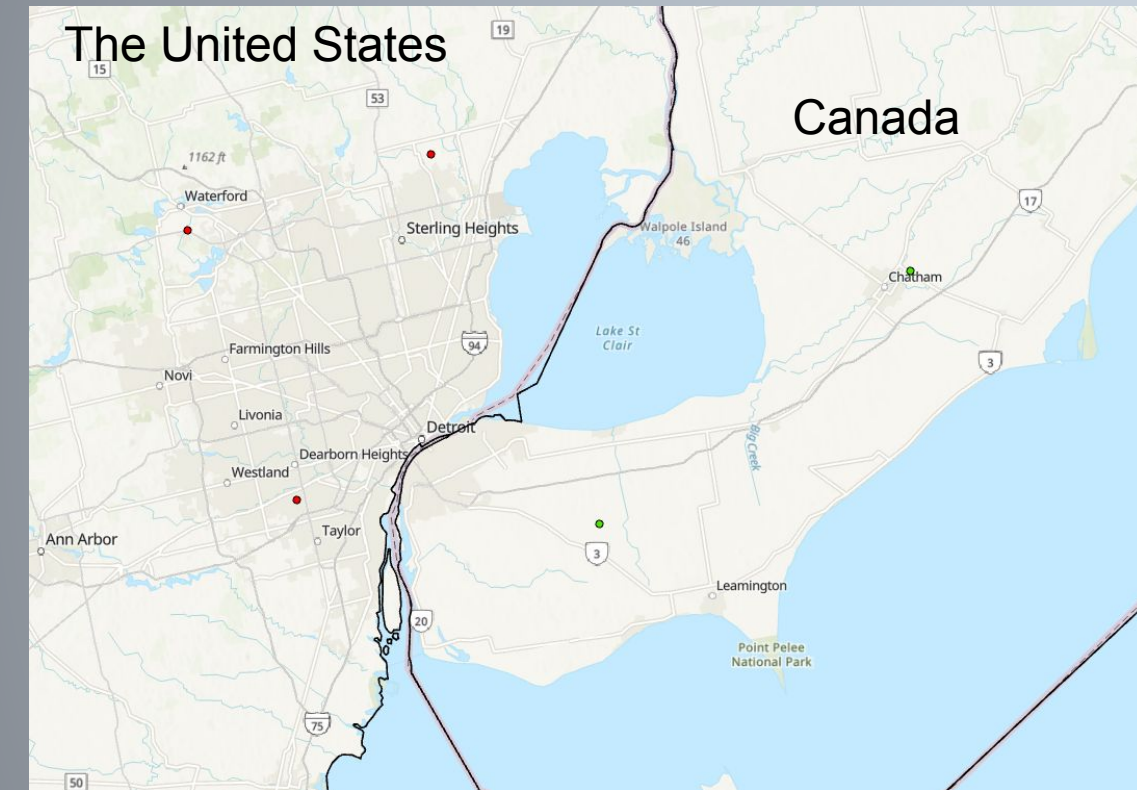 The United States
19
15
53
Canada
1162 ft
Waterford
17
Sterling Heights
Walpole Island
46
Chatham
Lake St
Clair
94
Farmington Hills
3
Novi
Livonia
Detroit
Big Creek
Dearborn Heights
Westland
Taylor
Ann Arbor
3
Leamington
20
Point Pelee
National Park
75
50